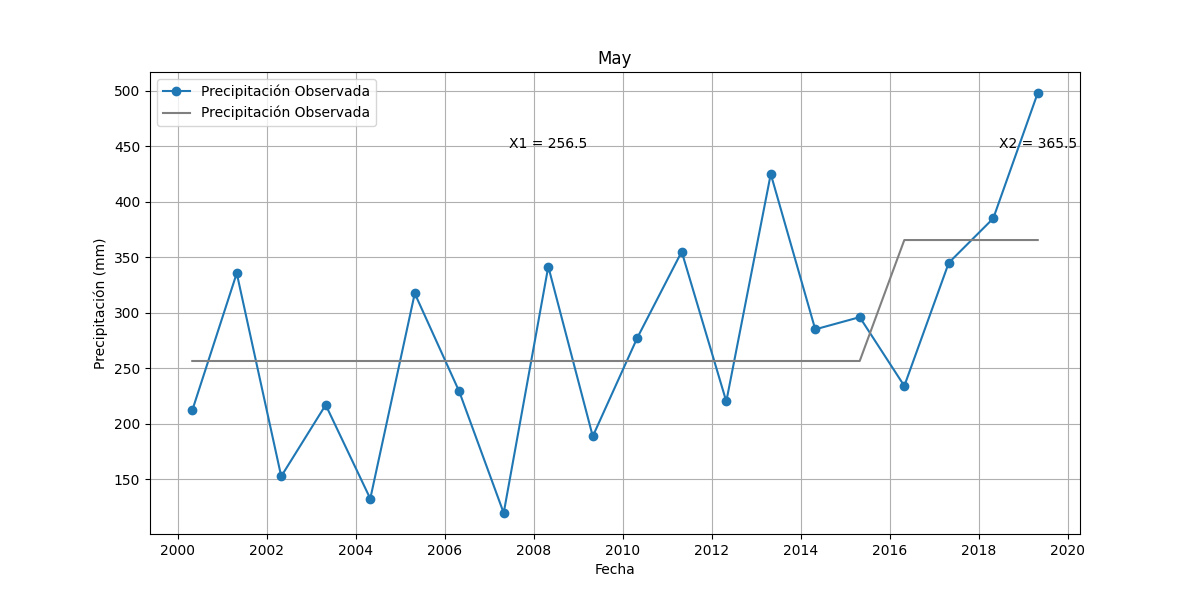 May
Precipitación Observada
Precipitación Observada
X1 = 256.5
X2 = 365.5
Precipitación (mm)
500
450
400
350
300
250
200
150
2000 2002 2004 2006 2008 2010 2012 2014 2016 2018 2020
Fecha